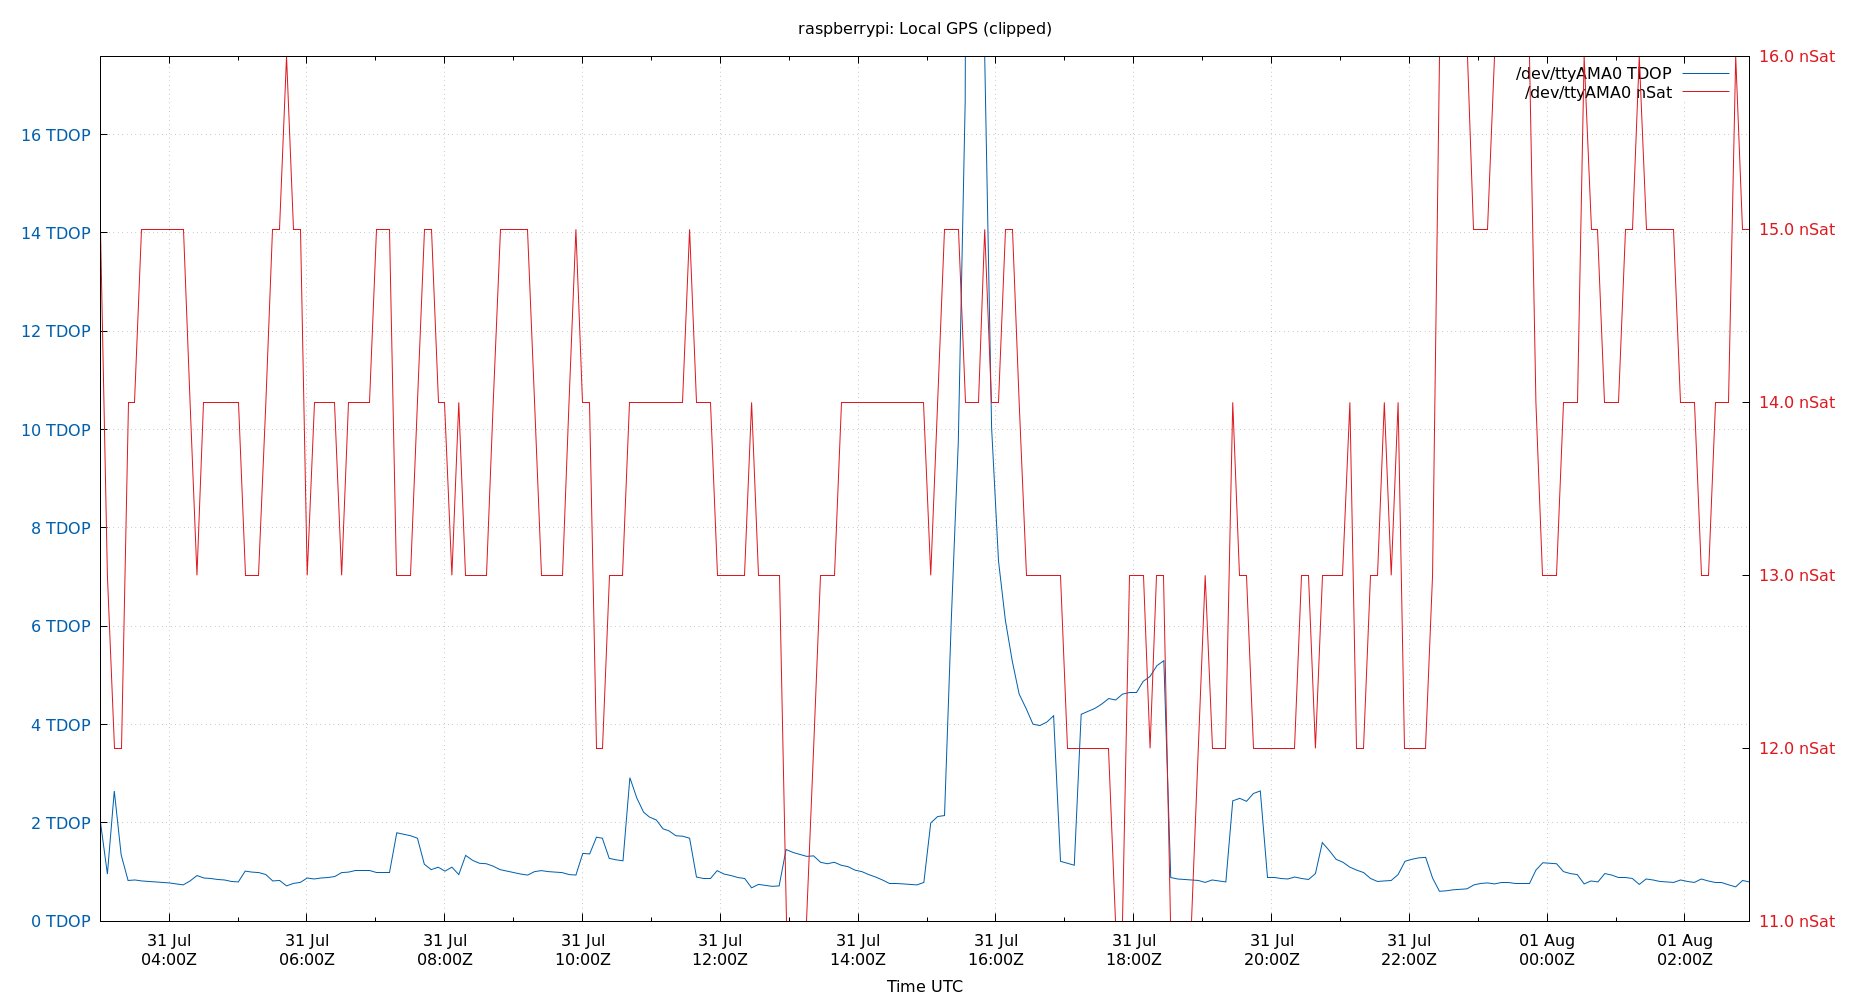 raspberrypi: Local GPS (clipped)
16.0 nSat
/dev/ttyAMA0 TDOP
/dev/ttyAMA0 nSat
16 TDOP
15.0 nSat
14 TDOP
12 TDOP
14.0 nSat
10 TDOP
13.0 nSat
8 TDOP
6 TDOP
12.0 nSat
4 TDOP
2 TDOP
0 TDOP
11.0 nSat
31 Jul 31 Jul 31 Jul 31 Jul 31 Jul 31 Jul 31 Jul 31 Jul 31 Jul 31 Jul 01 Aug 01 Aug
04:00Z 06:00Z 08:00Z 10:00Z 12:00Z 14:00Z 16:00Z 18:00Z 20:00Z 22:00Z 00:00Z 02:00Z
Time UTC